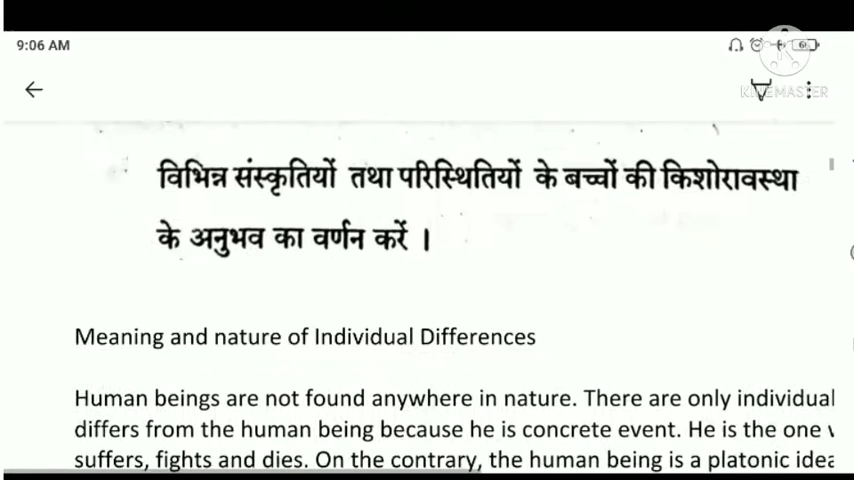 9:06 AM
KINEMASTER
विभिन्न संस्कृतियों तथा परिस्थितियों के बच्चों की किशोरावस्था
के अनुभव का वर्णन करें ।
Meaning and nature of Individual Differences
Human beings are not found anywhere in nature. There are only individual
differs from the human being because he is concrete event. He is the one
suffers, fights and dies. On the contrary, the human being is a platonic idea